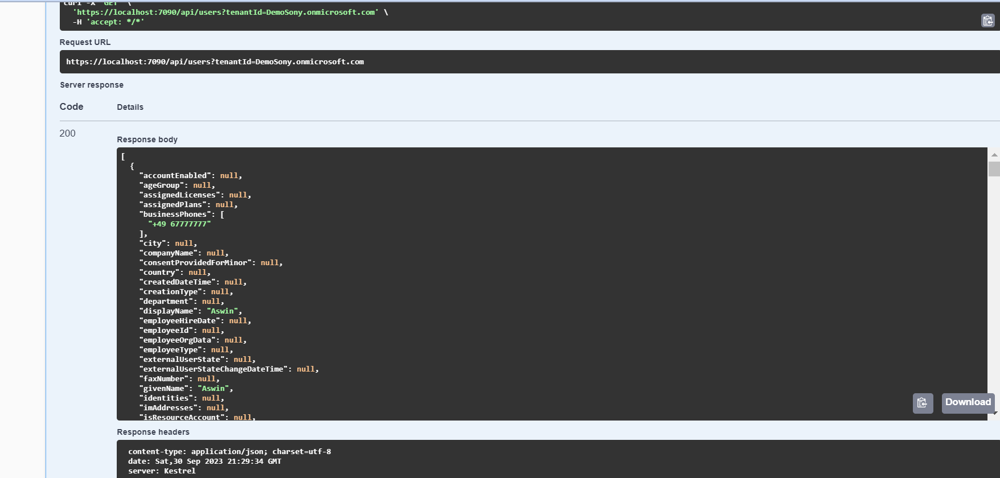 curl -X 'GET' \
'https://localhost:7090/api/users?tenantId=DemoSony.onmicrosoft.com' \
-H 'accept: */*'
Request URL
https://localhost:7090/api/users?tenantId=DemoSony.onmicrosoft.com
Server response
Code Details
200
Response body
[
{
"accountEnabled": null,
"ageGroup": null,
"assignedLicenses": null,
"assignedPlans": null,
"businessPhones": [
"+49 67777777"
],
"city": null,
"companyName": null,
"consentProvidedForMinor": null,
"country": null,
"createdDateTime": null,
"creationType": null,
"department": null,
"displayName": "Aswin",
"employeeHireDate": null,
"employeeId": null,
"employeeOrgData": null,
"employeeType": null,
"externalUserState": null,
"externalUserStateChangeDateTime": null,
"faxNumber": null,
"givenName": "Aswin",
"identities": null,
"imAddresses": null,
"isResourceAccount": null,
Download
Response headers
content-type: application/json; charset=utf-8
date: Sat,30 Sep 2023 21:29:34 GMT
server: Kestrel